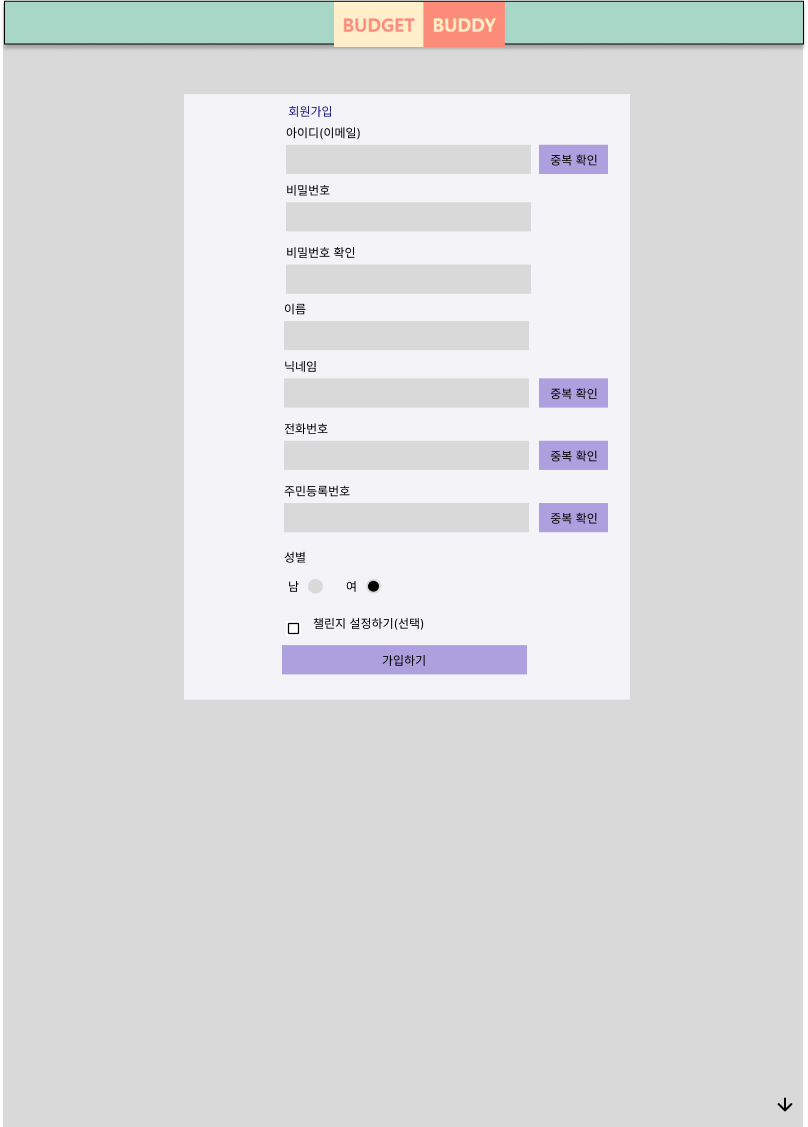 BUDGET BUDDY
회원가입
아이디(이메일)
중복 확인
비밀번호
비밀번호 확인
이름
닉네임
중복 확인
전화번호
중복 확인
주민등록번호
중복 확인
성별
남 여
챌린지 설정하기(선택)
가입하기